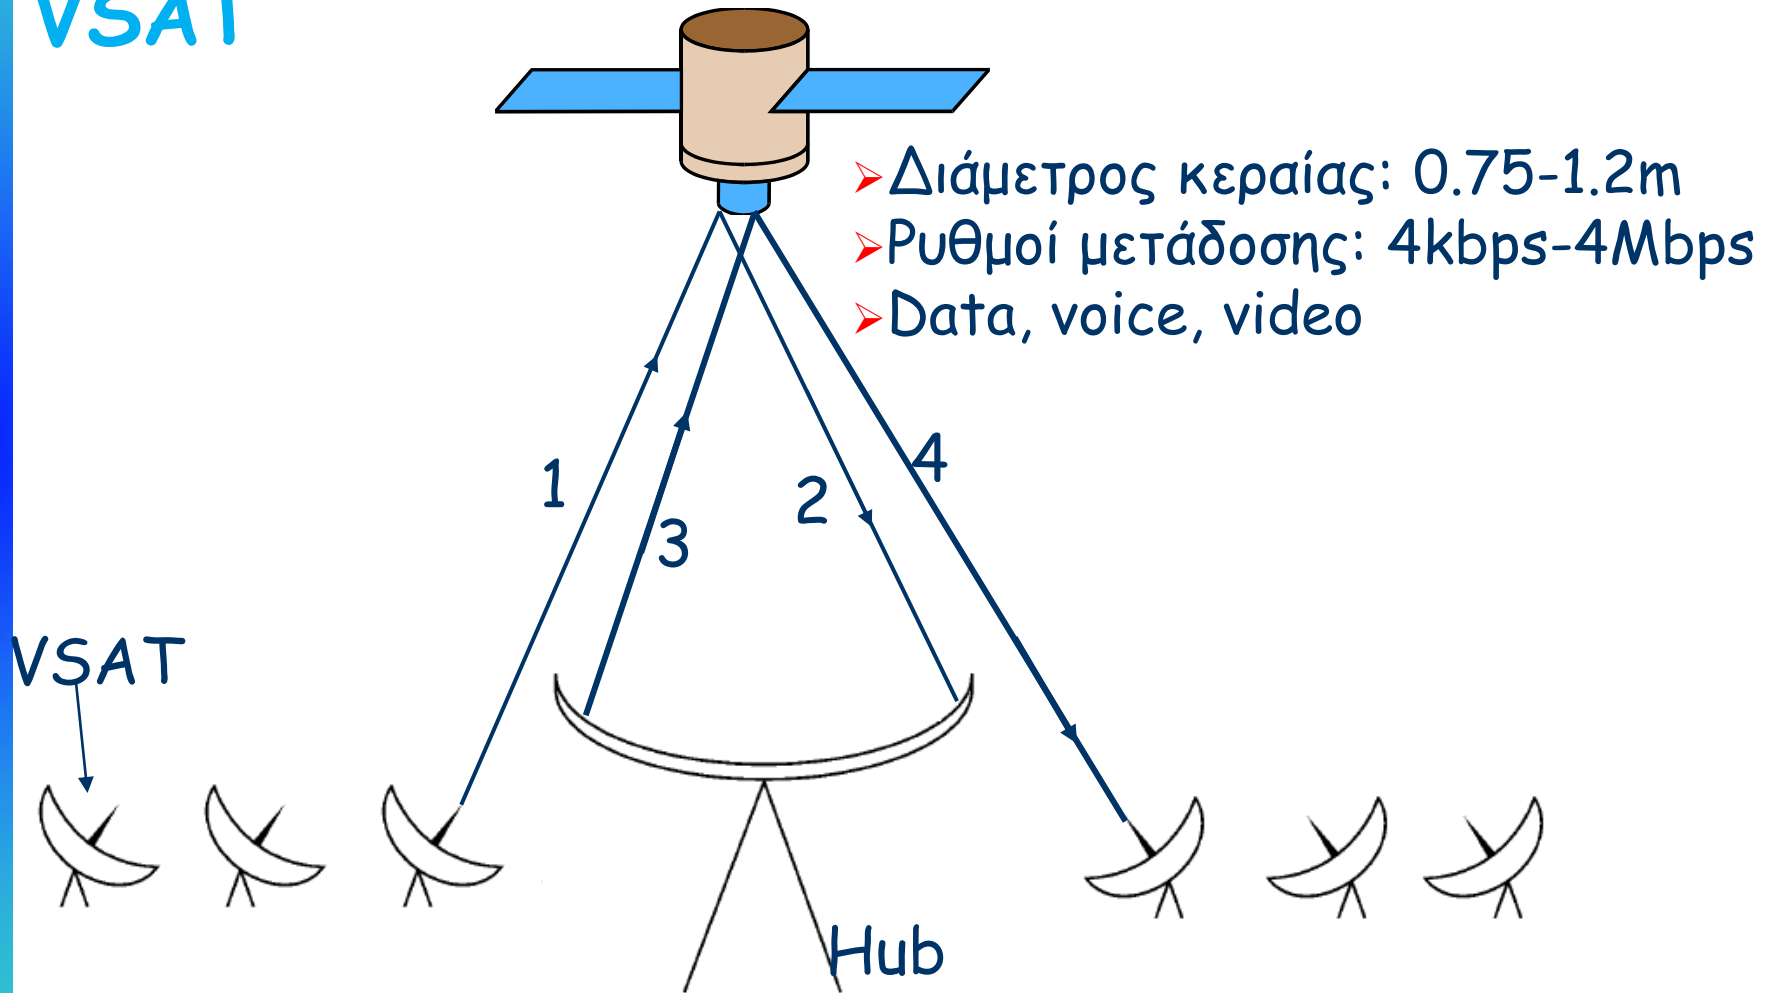 VSAT
Διάμετρος κεραίας: 0.75-1.2m
Ρυθμοί μετάδοσης: 4kbps-4Mbps
Data, voice, video
4
1
2
3
VSAT
Hub